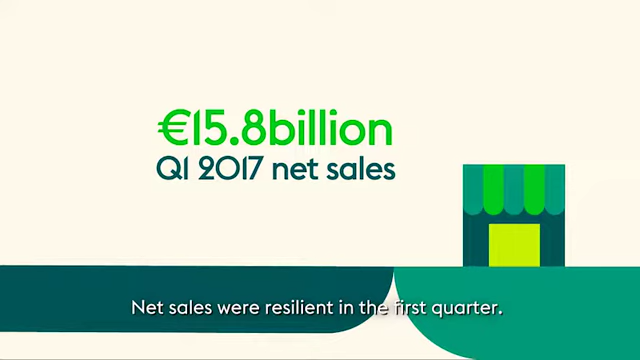 €15.8billion
Q1 2017 net sales
Net sales were resilient in the first quarter.